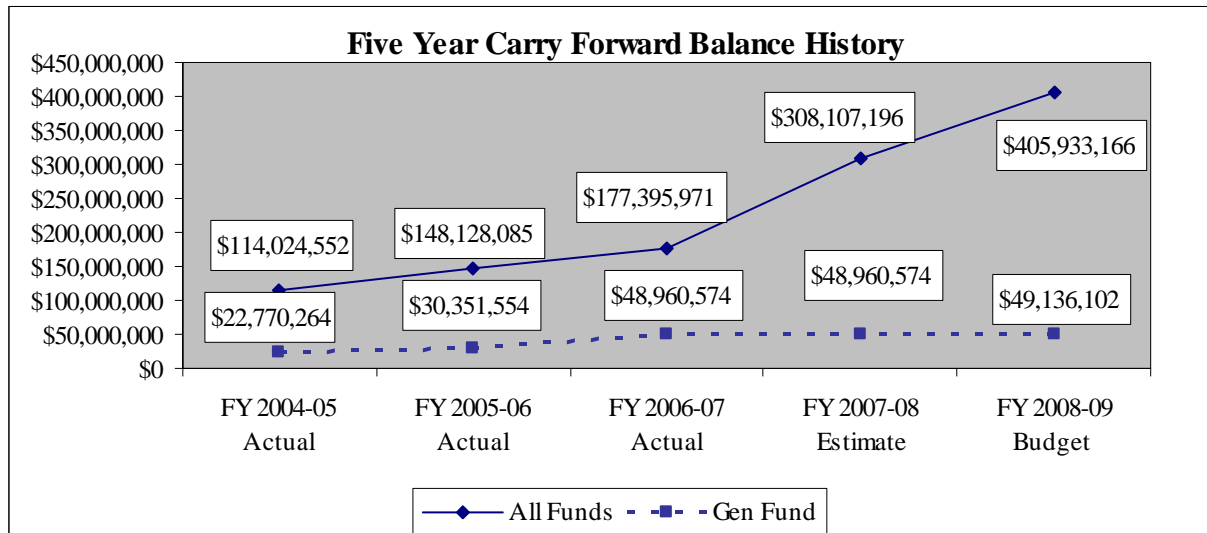 Five Year Carry Forward Balance History
$450,000,000
$400,000,000
$350,000,000
$300,000,000
$250,000,000
$200,000,000
$150,000,000
$100,000,000
$50,000,000
$0
$114,024,552
$148,128,085
$177,395,971
$308,107,196
$405,933,166
$22,770,264
$30,351,554
$48,960,574
$48,960,574
$49,136,102
FY 2004-05
Actual
FY 2005-06
Actual
FY 2006-07
Actual
FY 2007-08
Estimate
FY 2008-09
Budget
All Funds
Gen Fund